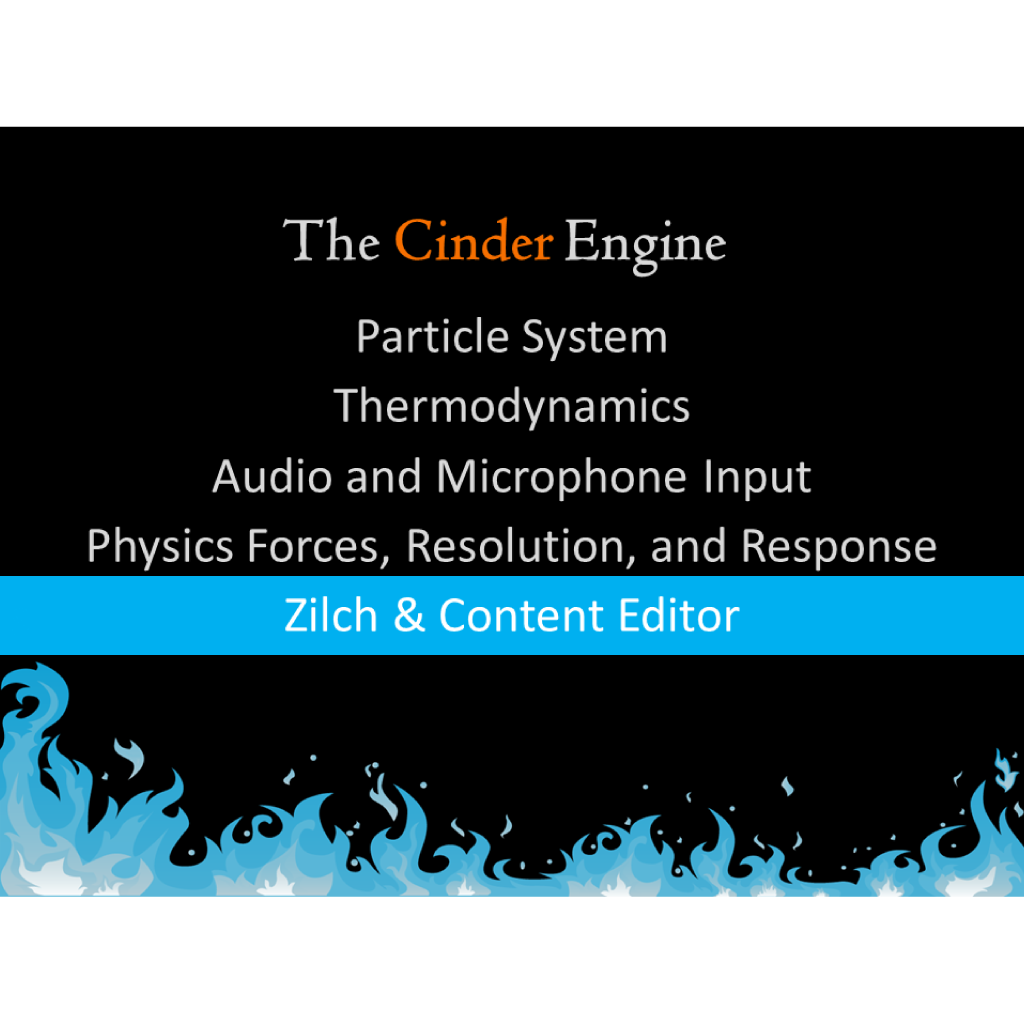 The Cinder Engine
Particle System
Thermodynamics
Audio and Microphone Input
Physics Forces, Resolution, and Response
Zilch & Content Editor